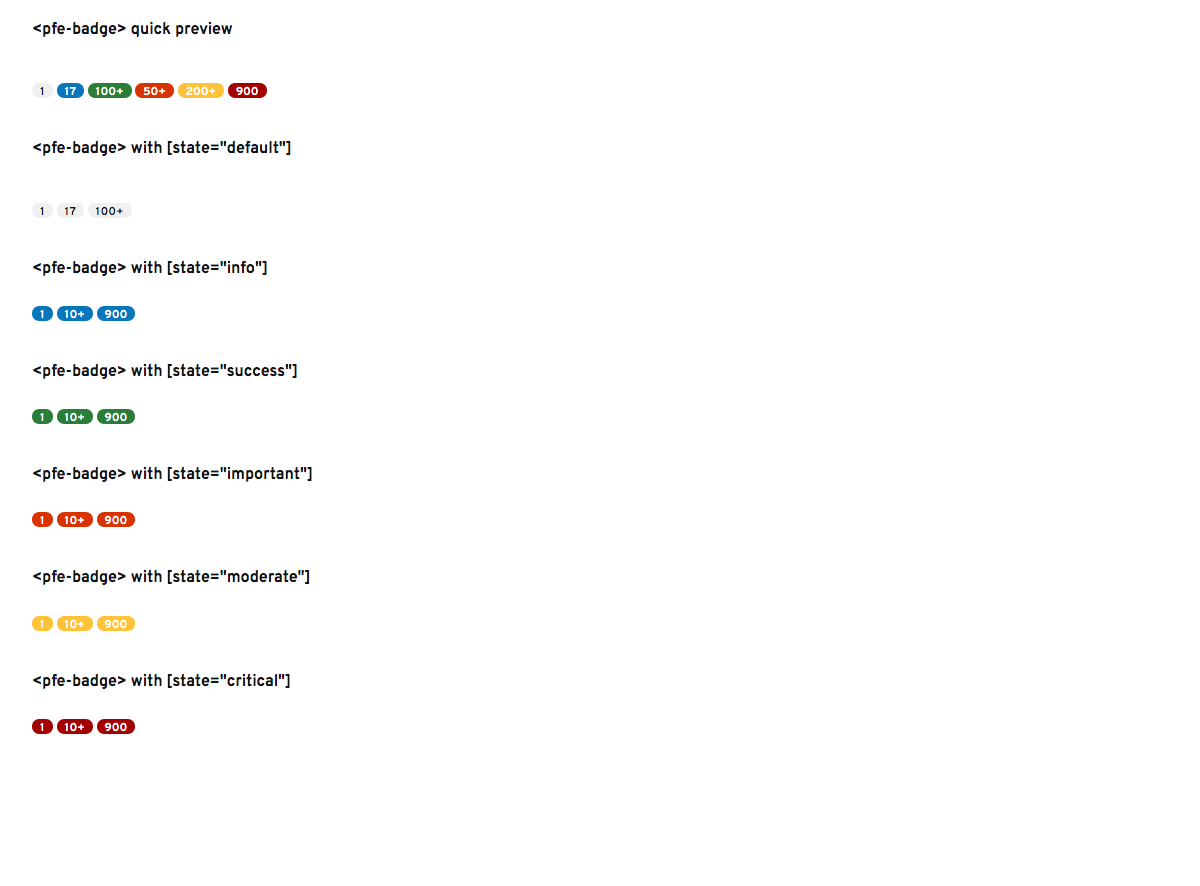 <pfe-badge> quick preview
1 17 100+ 50+ 200+ 900
<pfe-badge> with [state="default"]
1 17 100+
<pfe-badge> with [state="info"]
1 10+ 900
<pfe-badge> with [state="success"]
1 10+ 900
<pfe-badge> with [state="important"]
1 10+ 900
<pfe-badge> with [state="moderate"]
1 10+ 900
<pfe-badge> with [state="critical"]
1 10+ 900